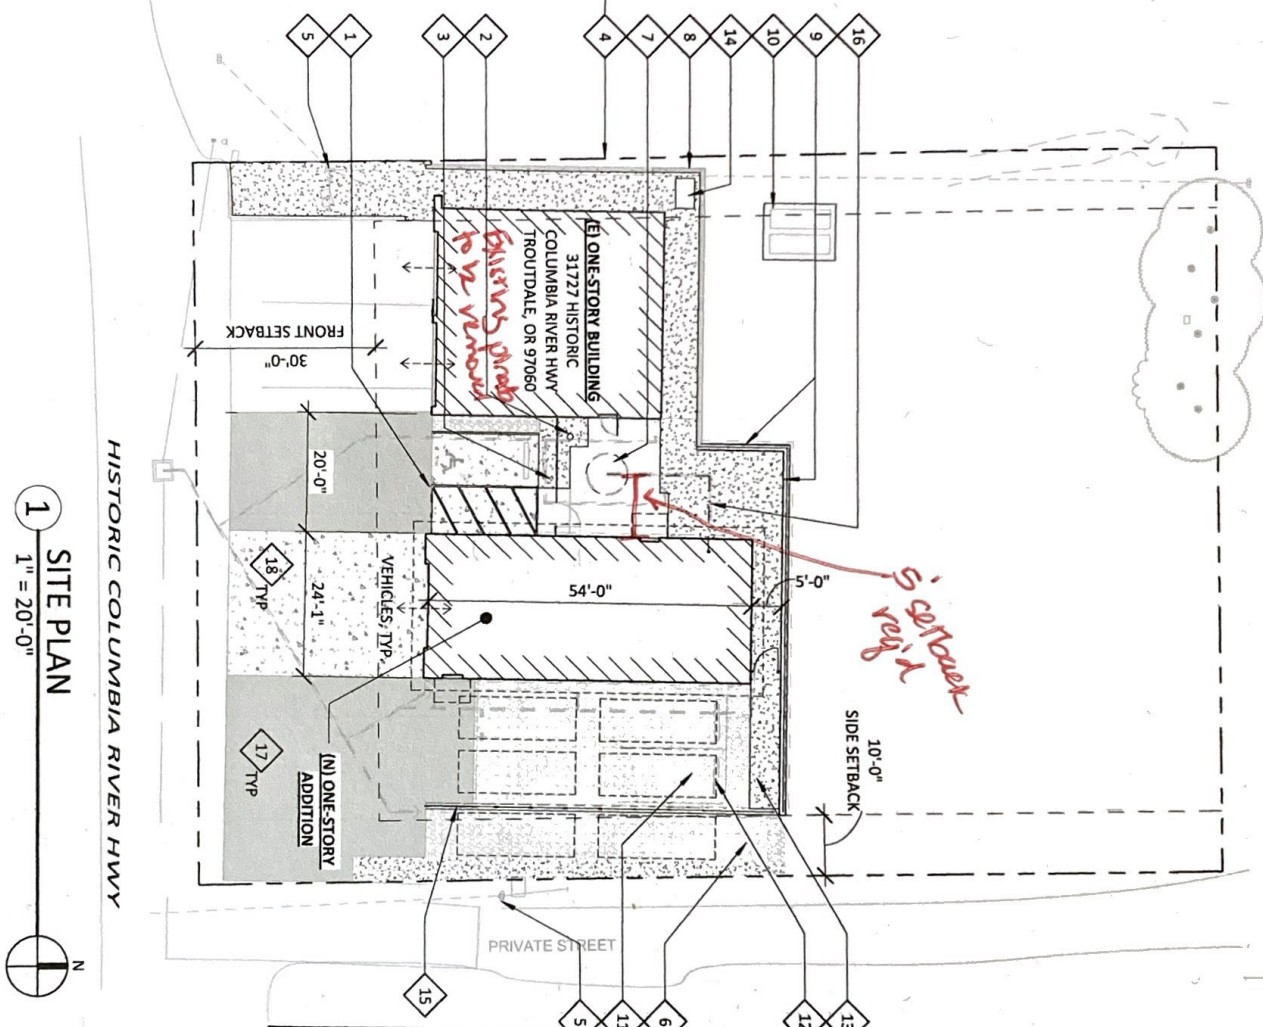 5
1
3
2
4
7
8
14
10
9
16
(E) ONE-STORY BUILDING
31727 HISTORIC
COLUMBIA RIVER HWY
TROUTDALE, OR 97060
to be removed
FRONT SETBACK
30'-0"
20'-0"
24'-1"
18
TYP
VEHICLES, TYP
54'-0"
5'-0"
5' setback
req'd
10'-0"
SIDE SETBACK
17
TYP
(N) ONE-STORY
ADDITION
PRIVATE STREET
15
5
11
6
12
13
HISTORIC COLUMBIA RIVER HWY
1
SITE PLAN
1" = 20'-0"
N